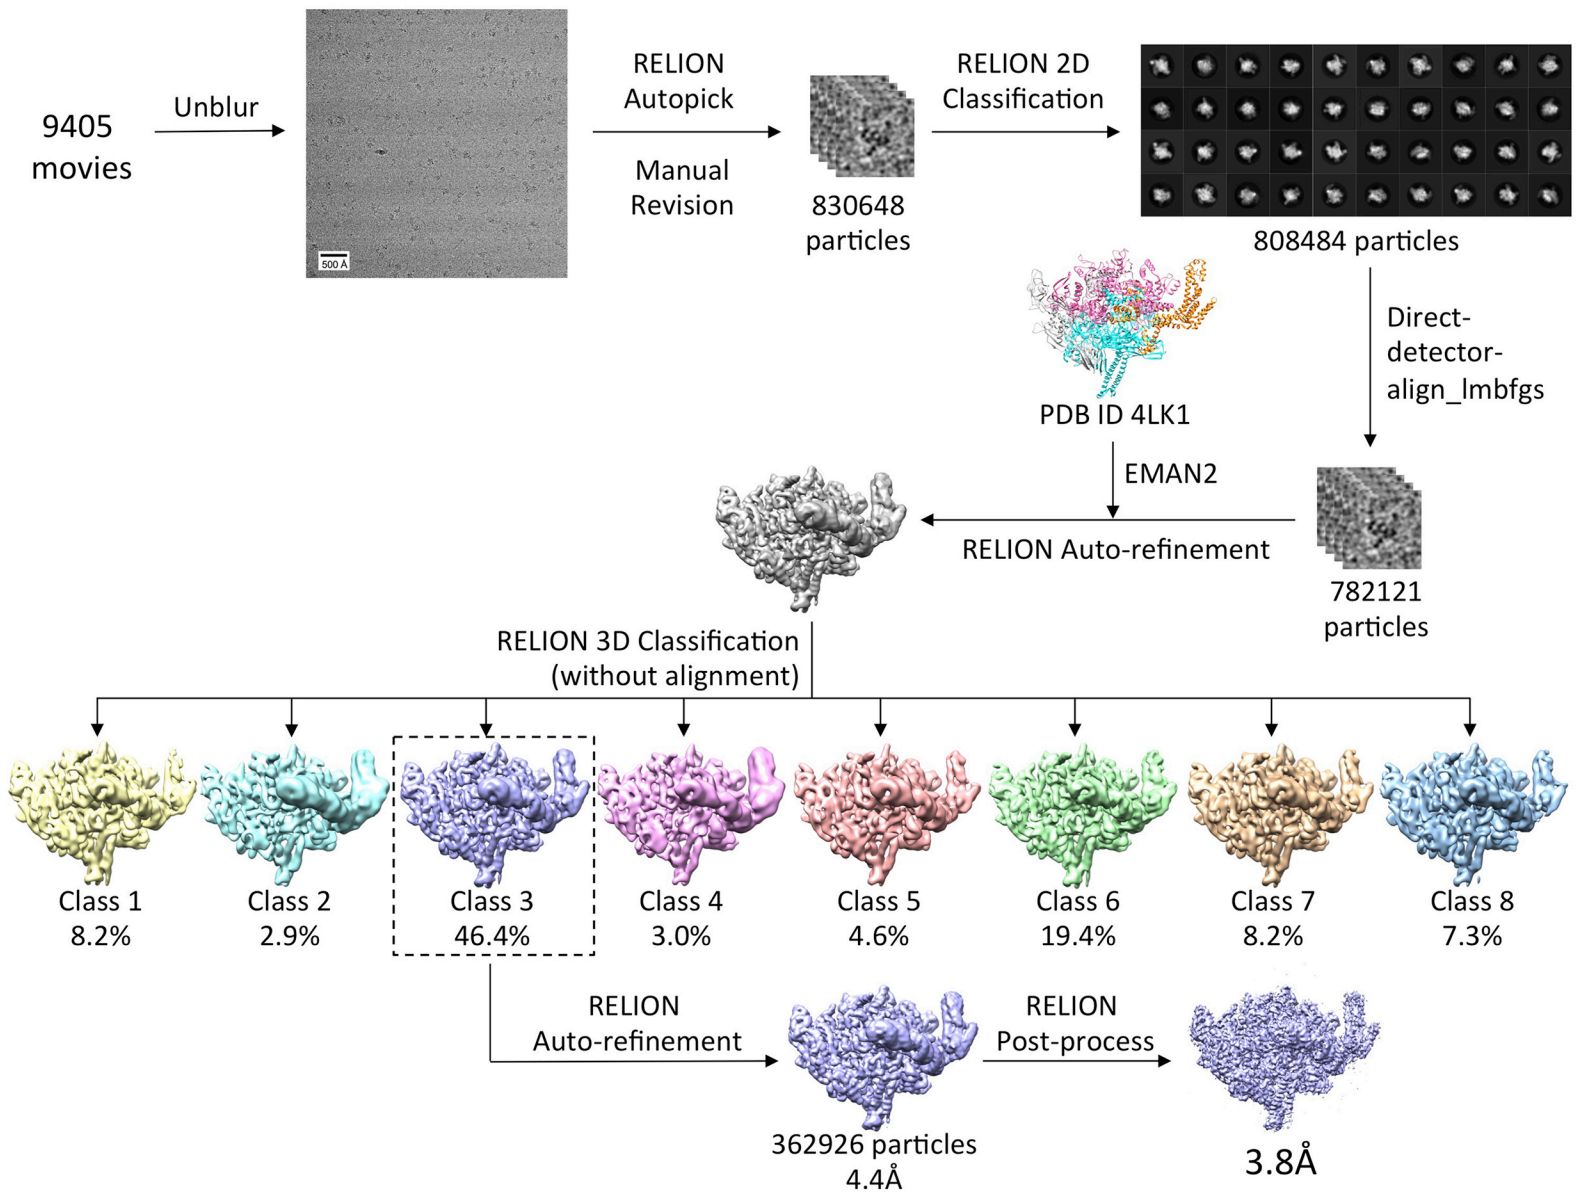 9405
movies
Unblur
500 Å
RELION
Autopick
Manual
Revision
830648
particles
RELION 2D
Classification
808484 particles
Direct-
detector-
align_lmbfgs
PDB ID 4LK1
EMAN2
RELION Auto-refinement
782121
particles
RELION 3D Classification
(without alignment)
Class 1
8.2%
Class 2
2.9%
Class 3
46.4%
Class 4
3.0%
Class 5
4.6%
Class 6
19.4%
Class 7
8.2%
Class 8
7.3%
RELION
Auto-refinement
362926 particles
4.4Å
RELION
Post-process
3.8Å